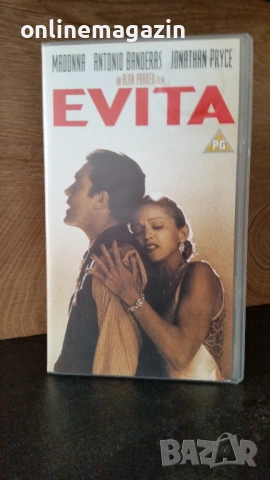 onlinemagazin
MADONNA ANTONIO BANDERAS JONATHAN PRYCE
AN ALAN PARKER FILM
EVITA
PG
BAZAR